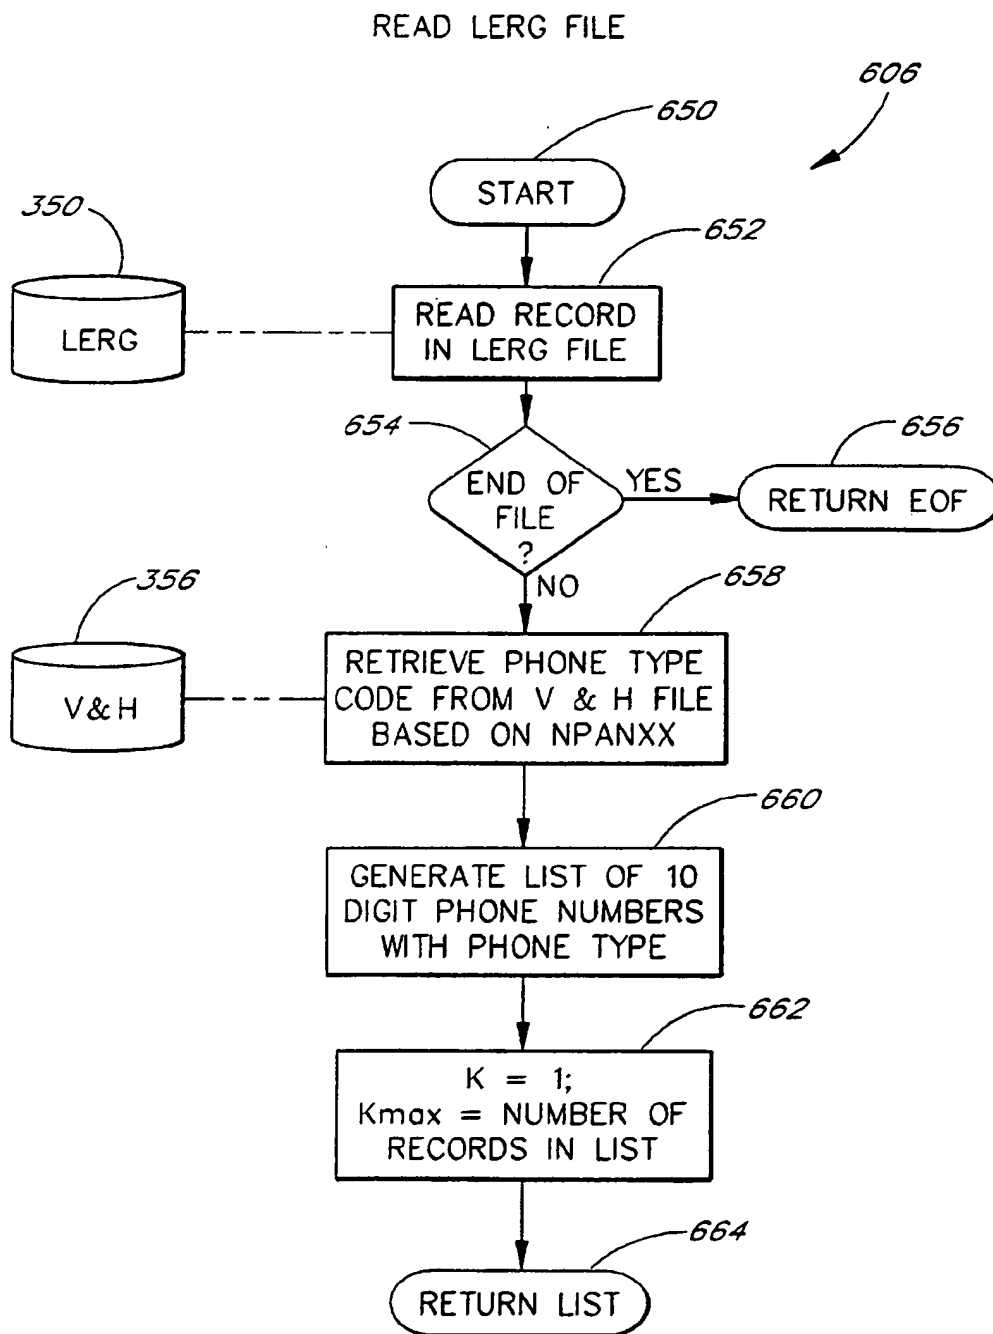 READ LERG FILE
606
650
START
350
652
LERG
READ RECORD
IN LERG FILE
654
656
END OF
FILE
?
YES
RETURN EOF
NO
356
658
V & H
RETRIEVE PHONE TYPE
CODE FROM V & H FILE
BASED ON NPANXX
660
GENERATE LIST OF 10
DIGIT PHONE NUMBERS
WITH PHONE TYPE
662
K = 1;
Kmax = NUMBER OF
RECORDS IN LIST
664
RETURN LIST